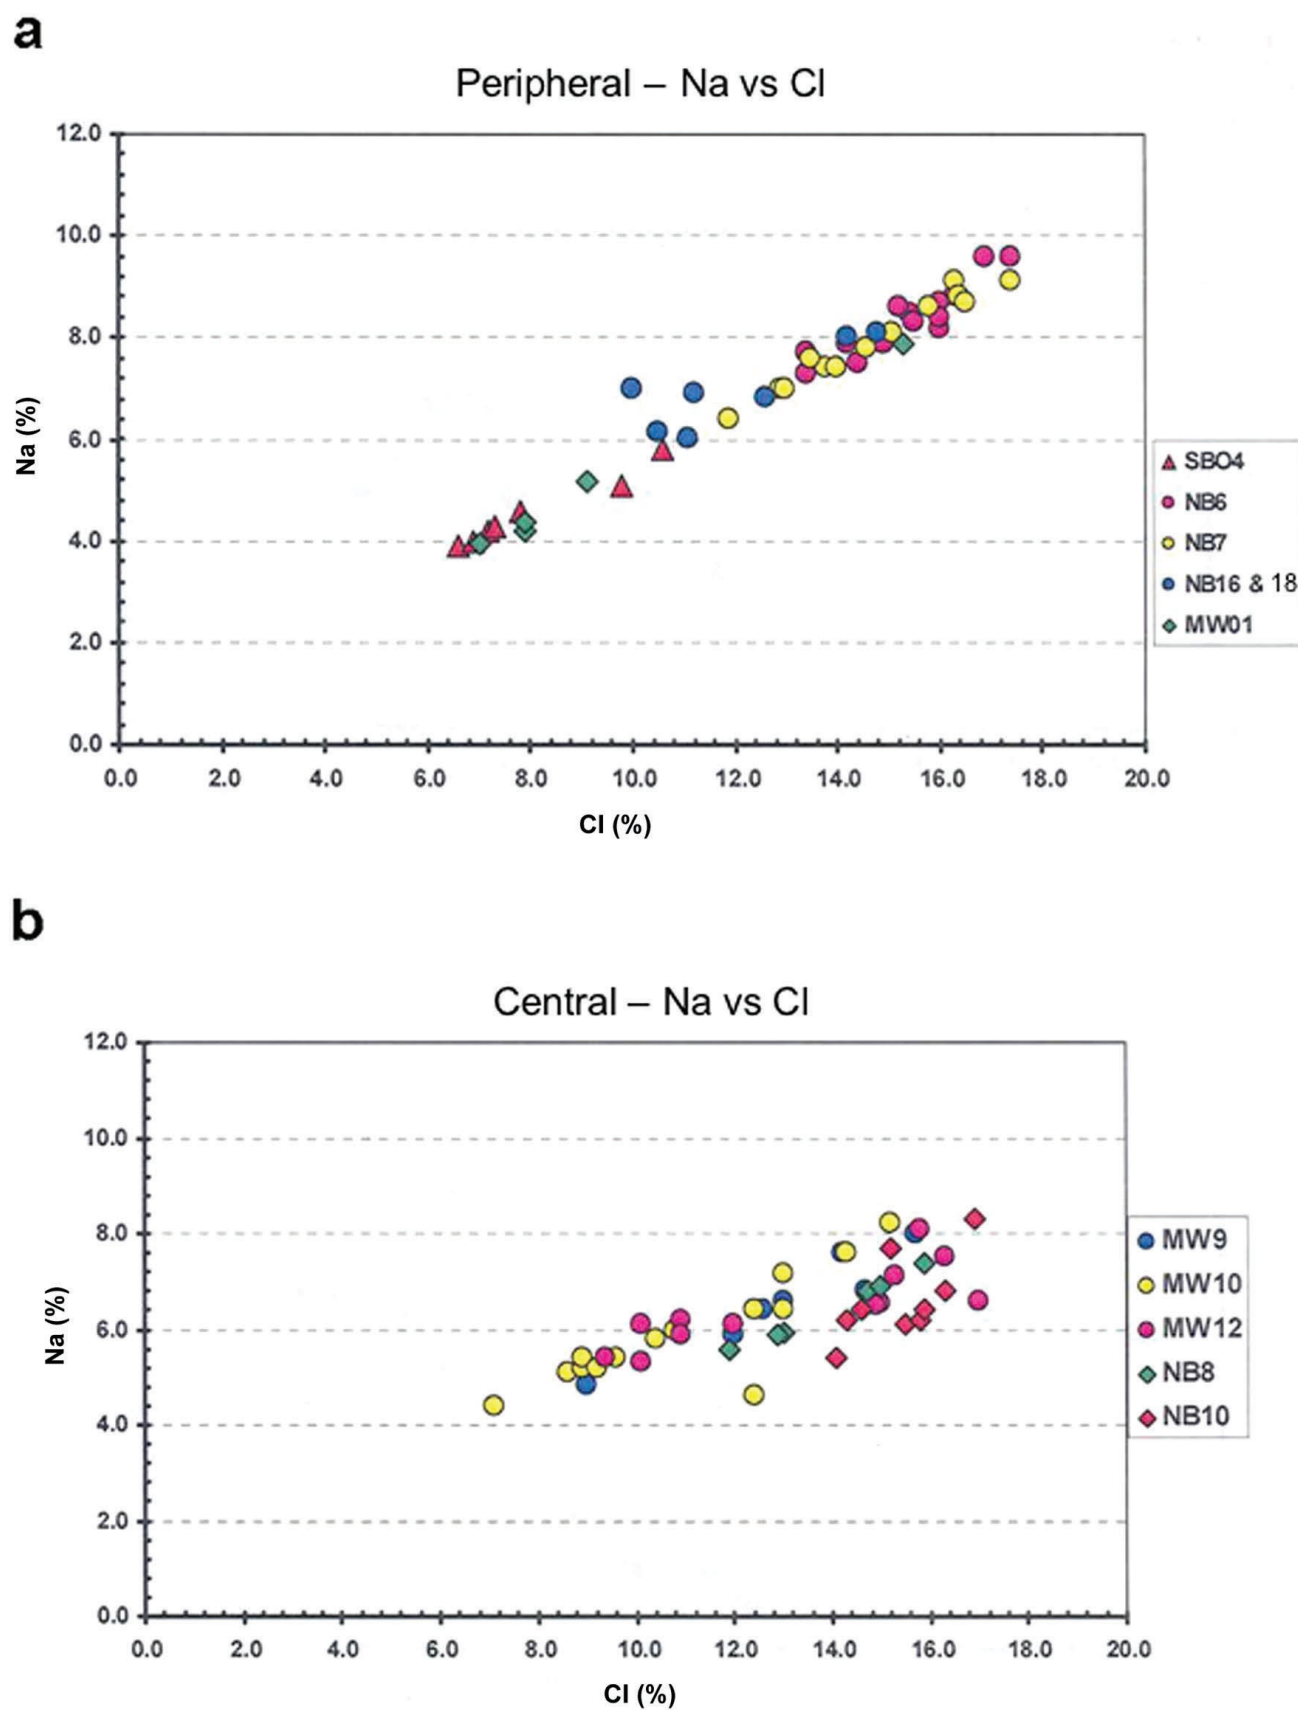 a
Peripheral – Na vs Cl
12.0
10.0
8.0
6.0
4.0
2.0
0.0
Na (%)
0.0 2.0 4.0 6.0 8.0 10.0 12.0 14.0 16.0 18.0 20.0
Cl (%)
SBO4
NB6
NB7
NB16 & 18
MW01
b
Central – Na vs Cl
12.0
10.0
8.0
6.0
4.0
2.0
0.0
Na (%)
0.0 2.0 4.0 6.0 8.0 10.0 12.0 14.0 16.0 18.0 20.0
Cl (%)
MW9
MW10
MW12
NB8
NB10